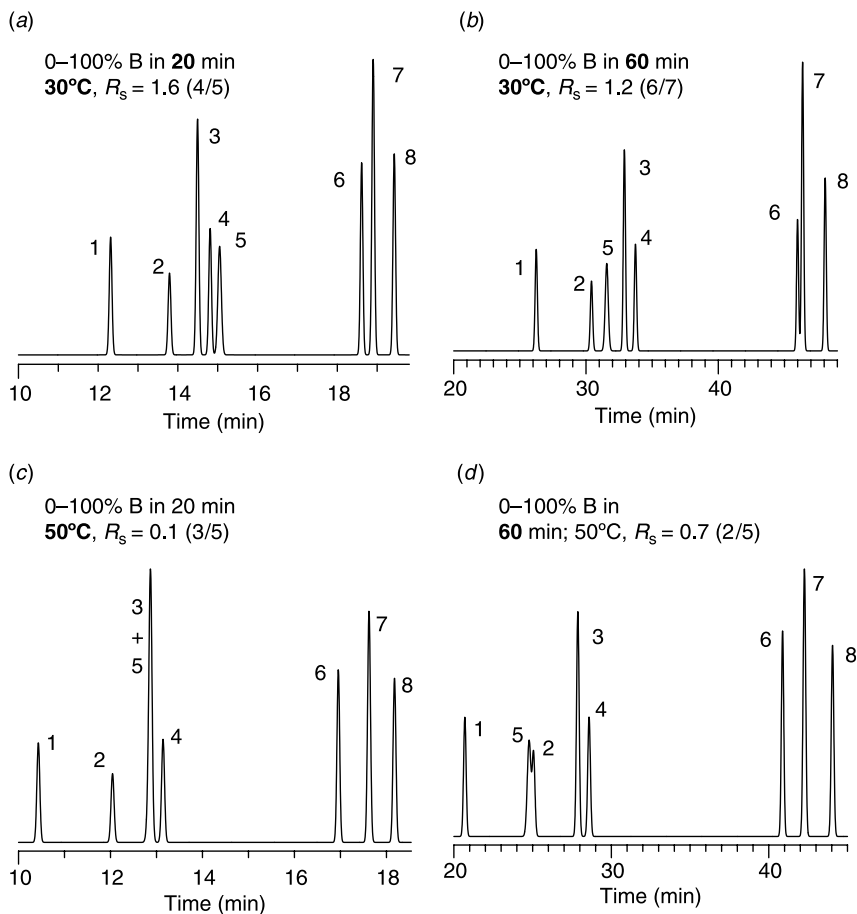 (a)
0–100% B in 20 min
30°C, Rs = 1.6 (4/5)
1
2
3
4
5
6
7
8
10 12 14 16 18
Time (min)
(b)
0–100% B in 60 min
30°C, Rs = 1.2 (6/7)
1
2
5
3
4
6
7
8
20 30 40
Time (min)
(c)
0–100% B in 20 min
50°C, Rs = 0.1 (3/5)
1
2
3
+
5
4
6
7
8
10 12 14 16 18
Time (min)
(d)
0–100% B in
60 min; 50°C, Rs = 0.7 (2/5)
1
5 2
3
4
6
7
8
20 30 40
Time (min)